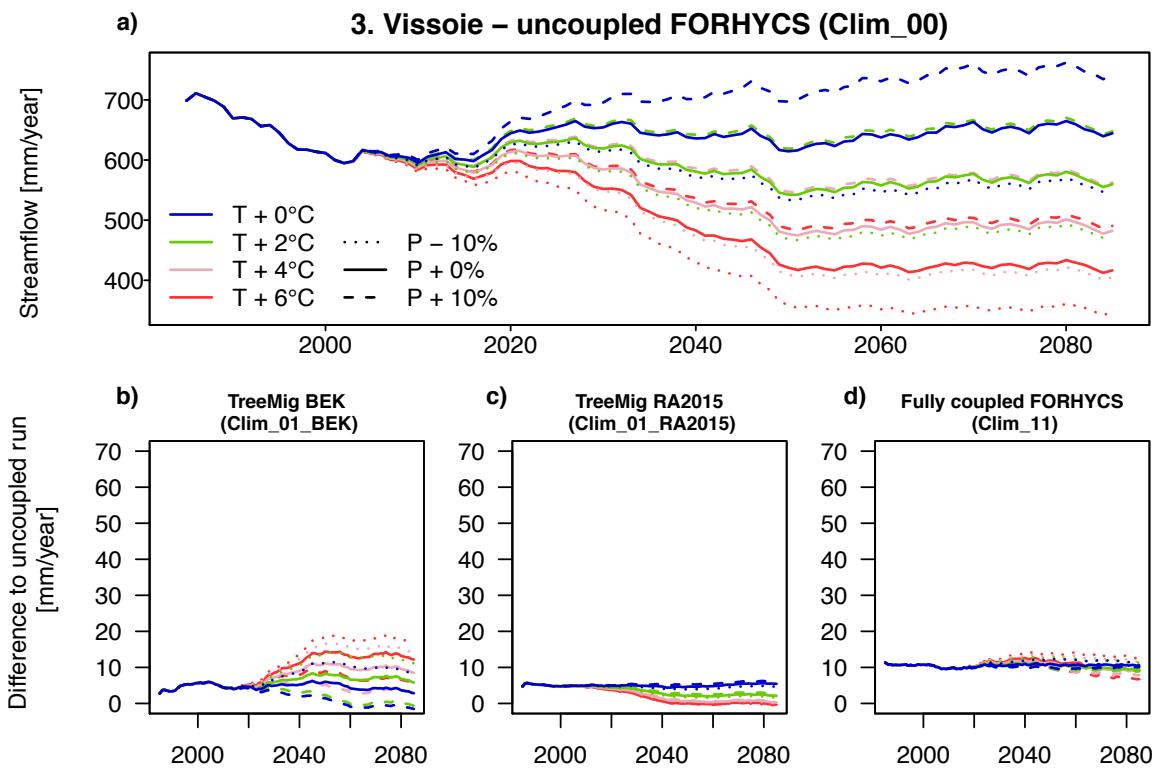 a)
3. Vissoie – uncoupled FORHYCS (Clim_00)
Streamflow [mm/year]
700
600
500
400
T + 0°C
T + 2°C
P − 10%
T + 4°C
P + 0%
T + 6°C
P + 10%
2000
2020
2040
2060
2080
b)
TreeMig BEK
(Clim_01_BEK)
c)
TreeMig RA2015
(Clim_01_RA2015)
d)
Fully coupled FORHYCS
(Clim_11)
Difference to uncoupled run
[mm/year]
70
60
50
40
30
20
10
0
2000
2040
2080
70
60
50
40
30
20
10
0
2000
2040
2080
70
60
50
40
30
20
10
0
2000
2040
2080